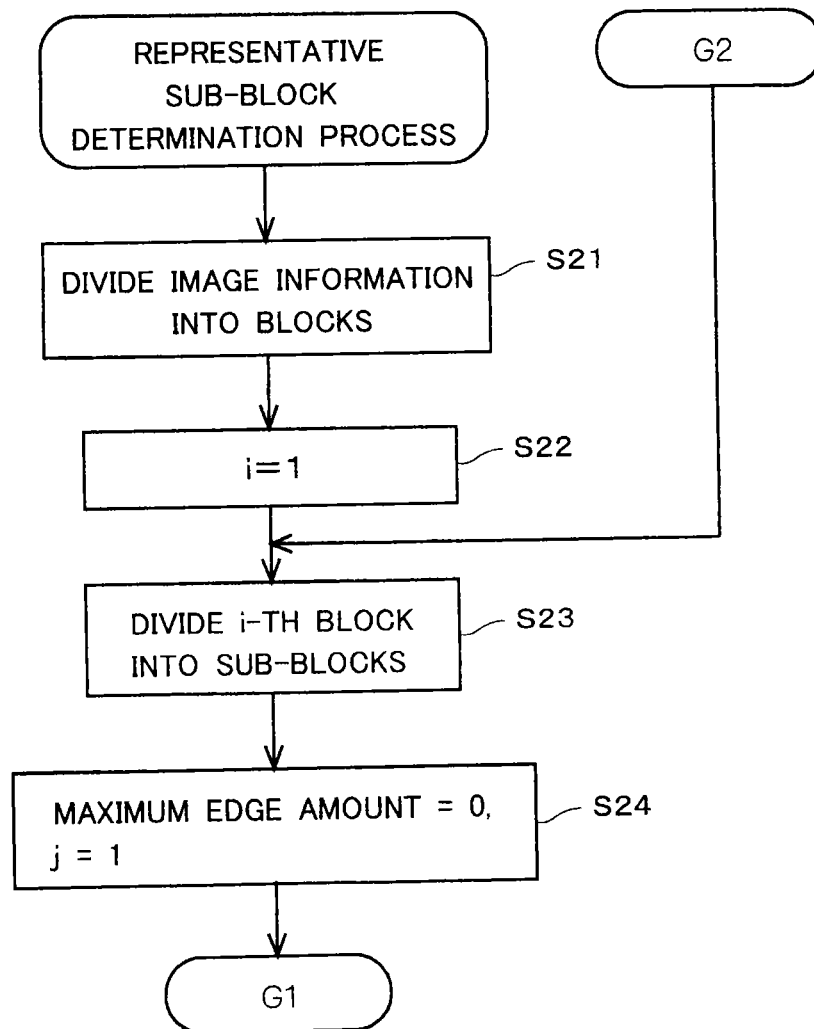 REPRESENTATIVE
SUB-BLOCK
DETERMINATION PROCESS
G2
DIVIDE IMAGE INFORMATION
INTO BLOCKS
S21
i=1
S22
DIVIDE i-TH BLOCK
INTO SUB-BLOCKS
S23
MAXIMUM EDGE AMOUNT = 0,
j = 1
S24
G1